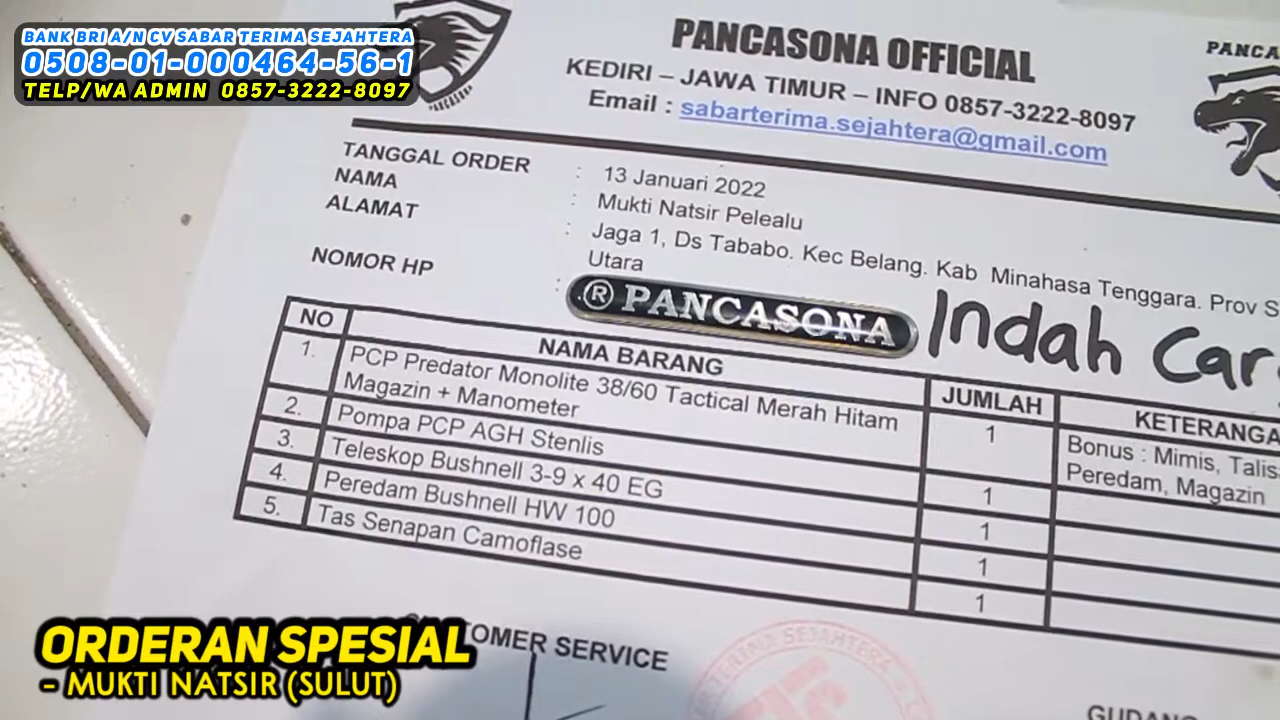 BANK BRI A/N CV SABAR TERIMA SEJAHTERA
0508-01-000464-56-1
TELP/WA ADMIN 0857-3222-8097
PANCASONA
PANCASONA OFFICIAL
KEDIRI – JAWA TIMUR – INFO 0857-3222-8097
Email : sabarterima.sejahtera@gmail.com
TANGGAL ORDER : 13 Januari 2022
NAMA : Mukti Natsir Pelealu
ALAMAT : Jaga 1, Ds Tababo. Kec Belang. Kab Minahasa Tenggara. Prov
Utara
NOMOR HP :
® PANCASONA
Indah
NO NAMA BARANG JUMLAH
1. PCP Predator Monolite 38/60 Tactical Merah Hitam 1 Bonus : Mimis,
Magazin + Manometer Peredam, Magazin
2. Pompa PCP AGH Stenlis 1
3. Teleskop Bushnell 3-9 x 40 EG 1
4. Peredam Bushnell HW 100 1
5. Tas Senapan Camoflase 1
SERVICE
TERIMA SEJAHTERA
ORDERAN SPESIAL
- MUKTI NATSIR (SULUT)